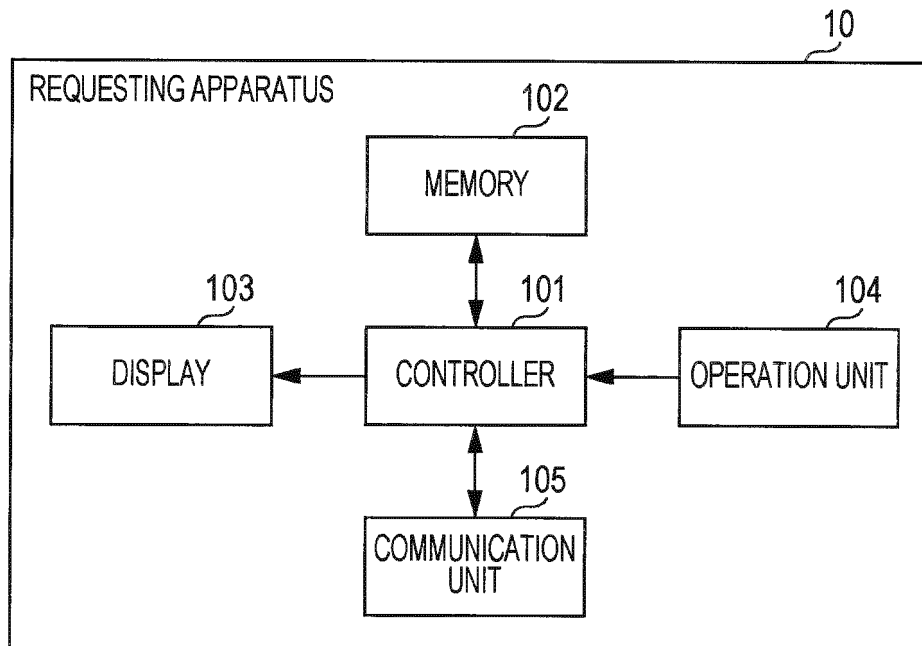 10
REQUESTING APPARATUS
102
MEMORY
103
101
104
DISPLAY
CONTROLLER
OPERATION UNIT
105
COMMUNICATION
UNIT